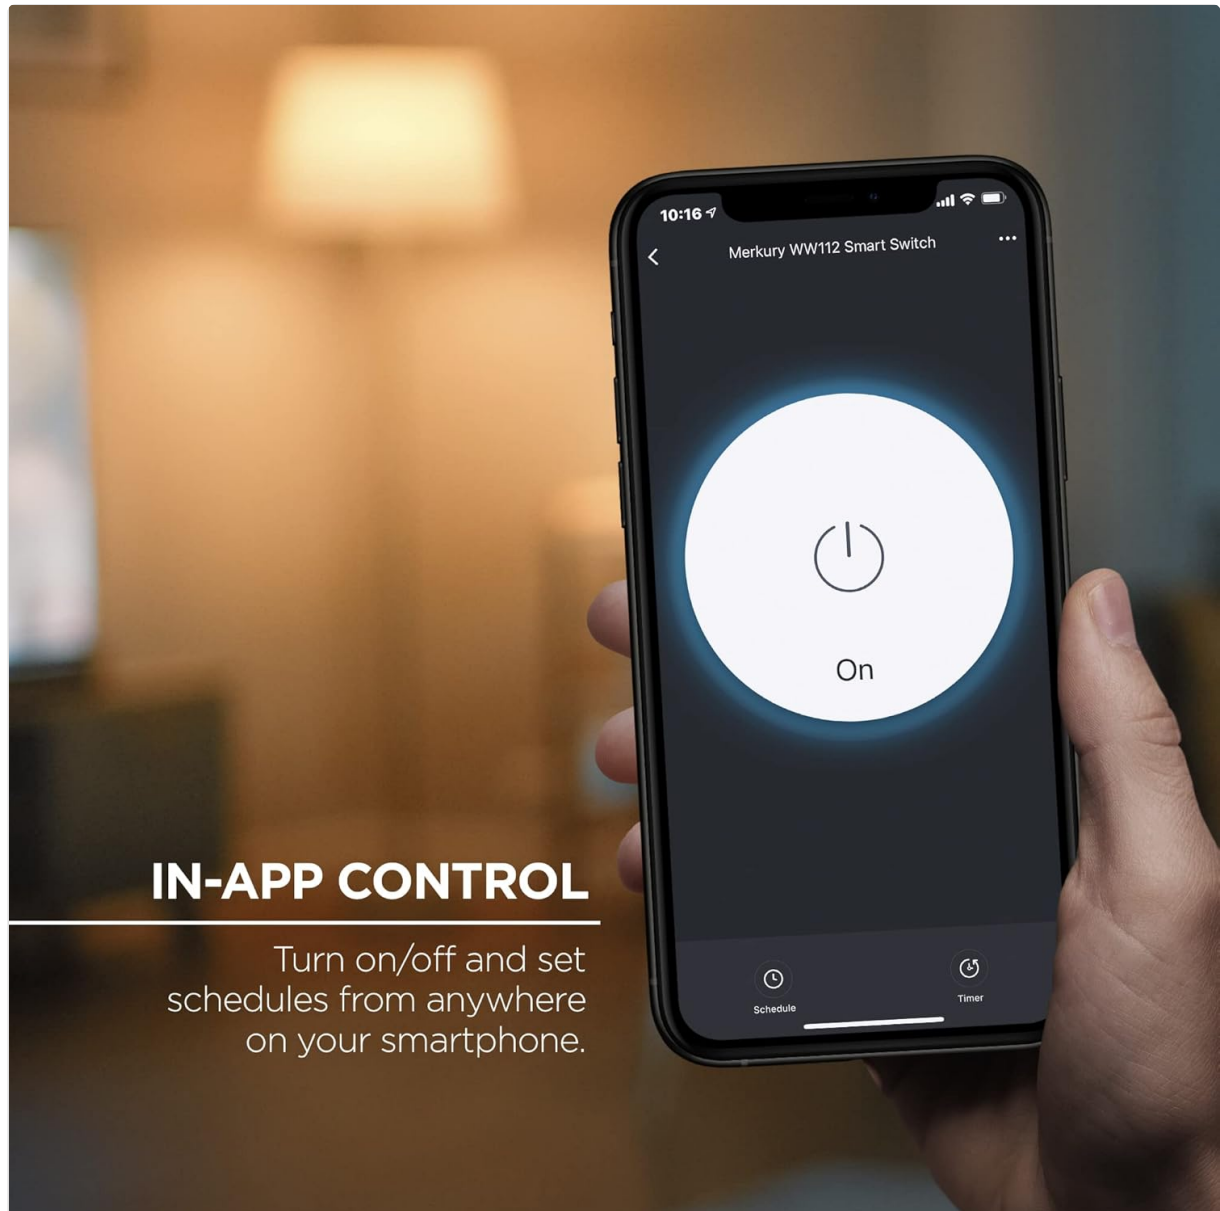 10:16
Merkury WW112 Smart Switch
On
IN-APP CONTROL
Turn on/off and set
schedules from anywhere
on your smartphone.
Schedule
Timer